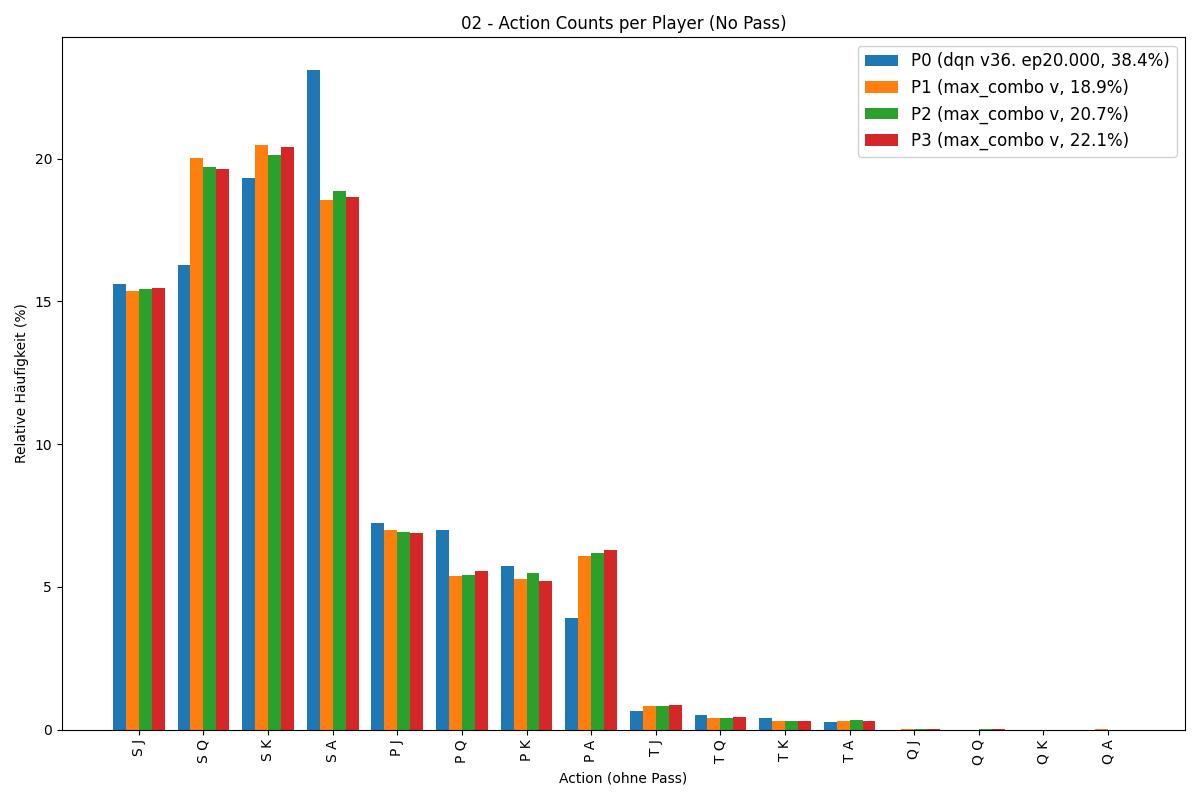 02 - Action Counts per Player (No Pass)
P0 (dqn v36. ep20.000, 38.4%)
P1 (max_combo v, 18.9%)
P2 (max_combo v, 20.7%)
P3 (max_combo v, 22.1%)
Relative Häufigkeit (%)
20
15
10
5
0
S J
S Q
S K
S A
P J
P Q
P K
P A
T J
T Q
T K
T A
Q J
Q Q
Q K
Q A
Action (ohne Pass)